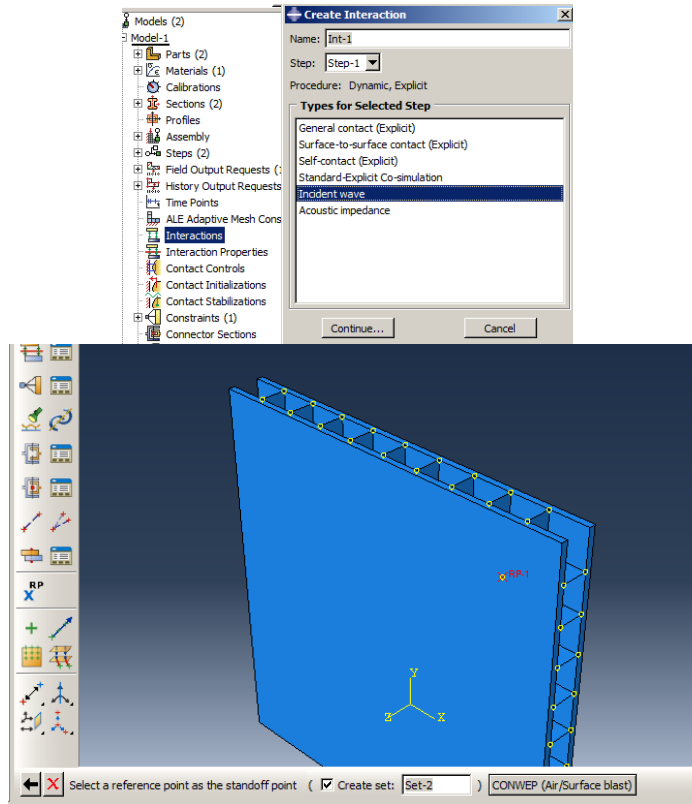 Models (2)
Model-1
Parts (2)
Materials (1)
Calibrations
Sections (2)
Profiles
Assembly
Steps (2)
Field Output Requests (
History Output Requests
Time Points
ALE Adaptive Mesh Cons
Interactions
Interaction Properties
Contact Controls
Contact Initializations
Contact Stabilizations
Constraints (1)
Connector Sections
Create Interaction
Name: Int-1
Step: Step-1
Procedure: Dynamic, Explicit
Types for Selected Step
General contact (Explicit)
Surface-to-surface contact (Explicit)
Self-contact (Explicit)
Standard-Explicit Co-simulation
Incident wave
Acoustic impedance
Continue... Cancel
RP
RP-1
Y
Z X
Select a reference point as the standoff point ( Create set: Set-2 ) CONWEP (Air/Surface blast)